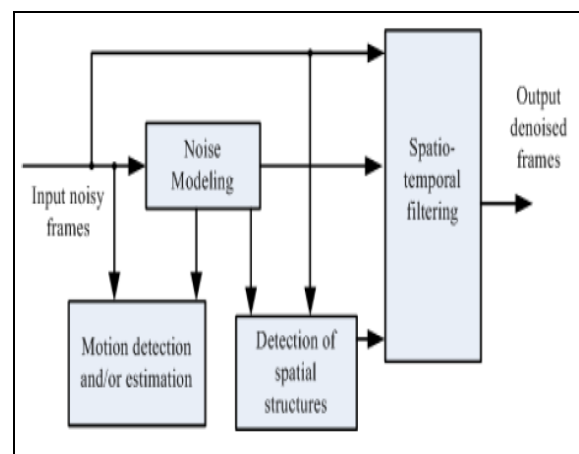 Noise
Modeling
Input noisy
frames
Motion detection
and/or estimation
Detection of
spatial
structures
Spatio-
temporal
filtering
Output
denoised
frames